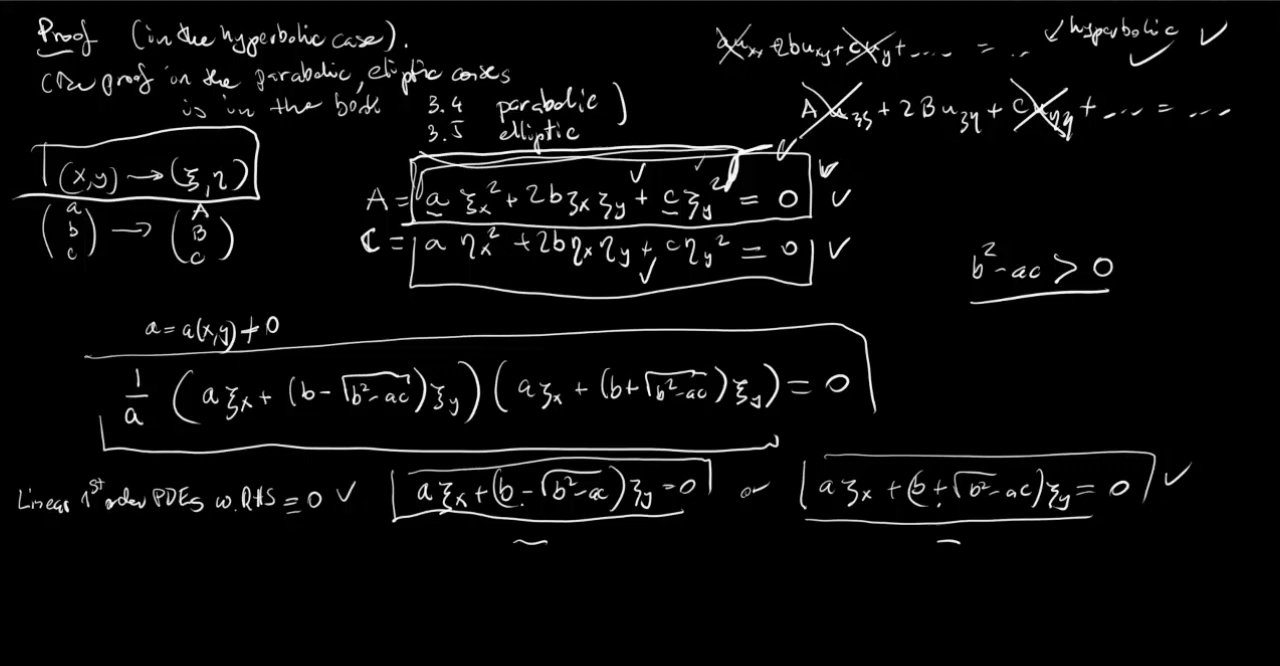 Proof (in the hyperbolic case).
(The proof in the parabolic, eliptic cases
is in the book 3.4 parabolic )
3.5 elliptic
a u_xx + 2b u_xy + c u_yy + .... = .. ↙ hyperbolic ✓ ✓
A u_ξξ + 2 B u_ξη + C u_ηη + ... = ...
(x,y) → (ξ,η)
(a b c) → (A B C)
A = a ξ_x² + 2b ξ_x ξ_y + c ξ_y² = 0 ✓
C = a η_x² + 2b η_x η_y + c η_y² = 0 ✓
b² - ac > 0
a = a(x,y) ≠ 0
1/a (a ξ_x + (b - √(b²-ac)) ξ_y) (a ξ_x + (b + √(b²-ac)) ξ_y) = 0
Linear 1st order PDEs w. RHS = 0 ✓ a ξ_x + (b - √(b²-ac)) ξ_y = 0 or a ξ_x + (b + √(b²-ac)) ξ_y = 0 ✓